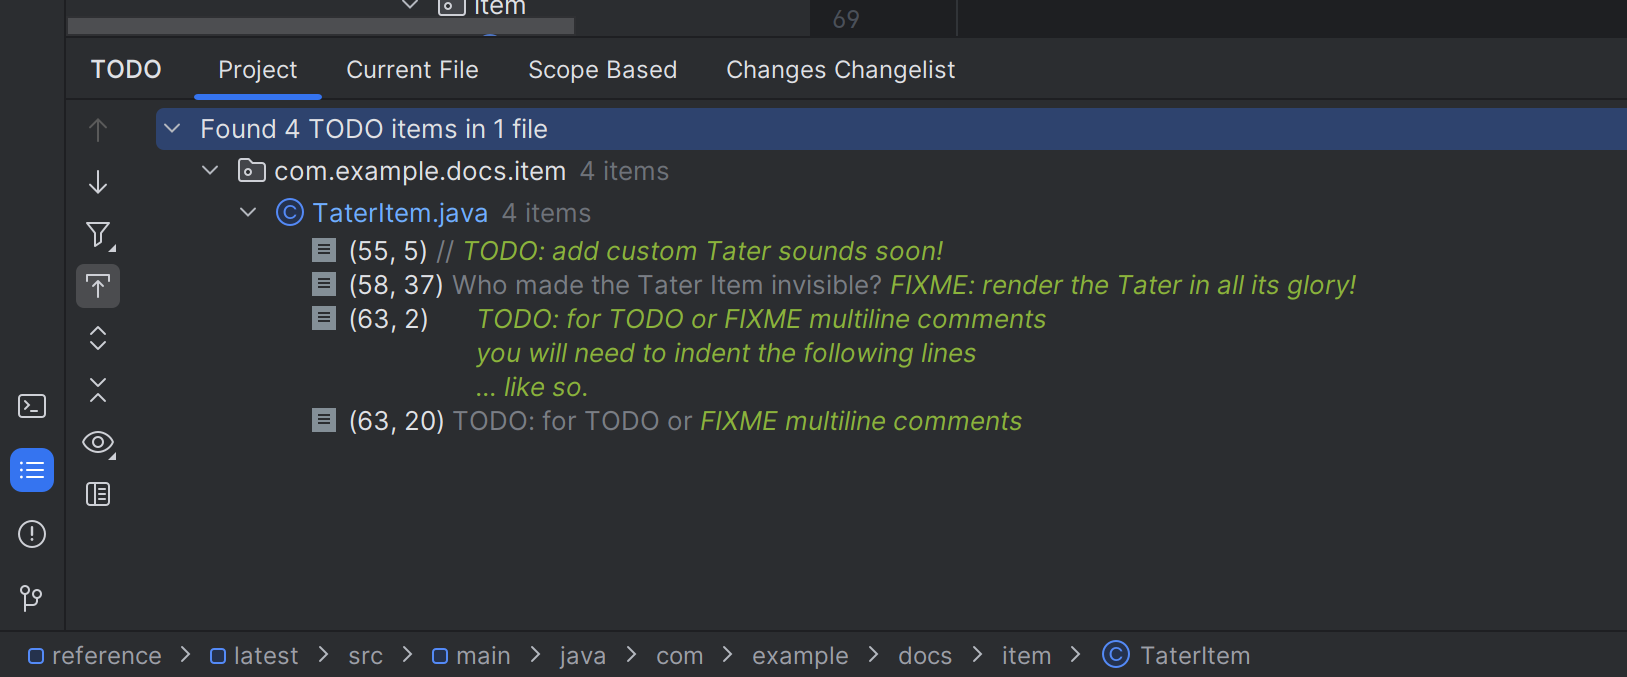 item
69
TODO Project Current File Scope Based Changes Changelist
Found 4 TODO items in 1 file
com.example.docs.item 4 items
TaterItem.java 4 items
(55, 5) // TODO: add custom Tater sounds soon!
(58, 37) Who made the Tater Item invisible? FIXME: render the Tater in all its glory!
(63, 2) TODO: for TODO or FIXME multiline comments
you will need to indent the following lines
... like so.
(63, 20) TODO: for TODO or FIXME multiline comments
reference > latest > src > main > java > com > example > docs > item > TaterItem